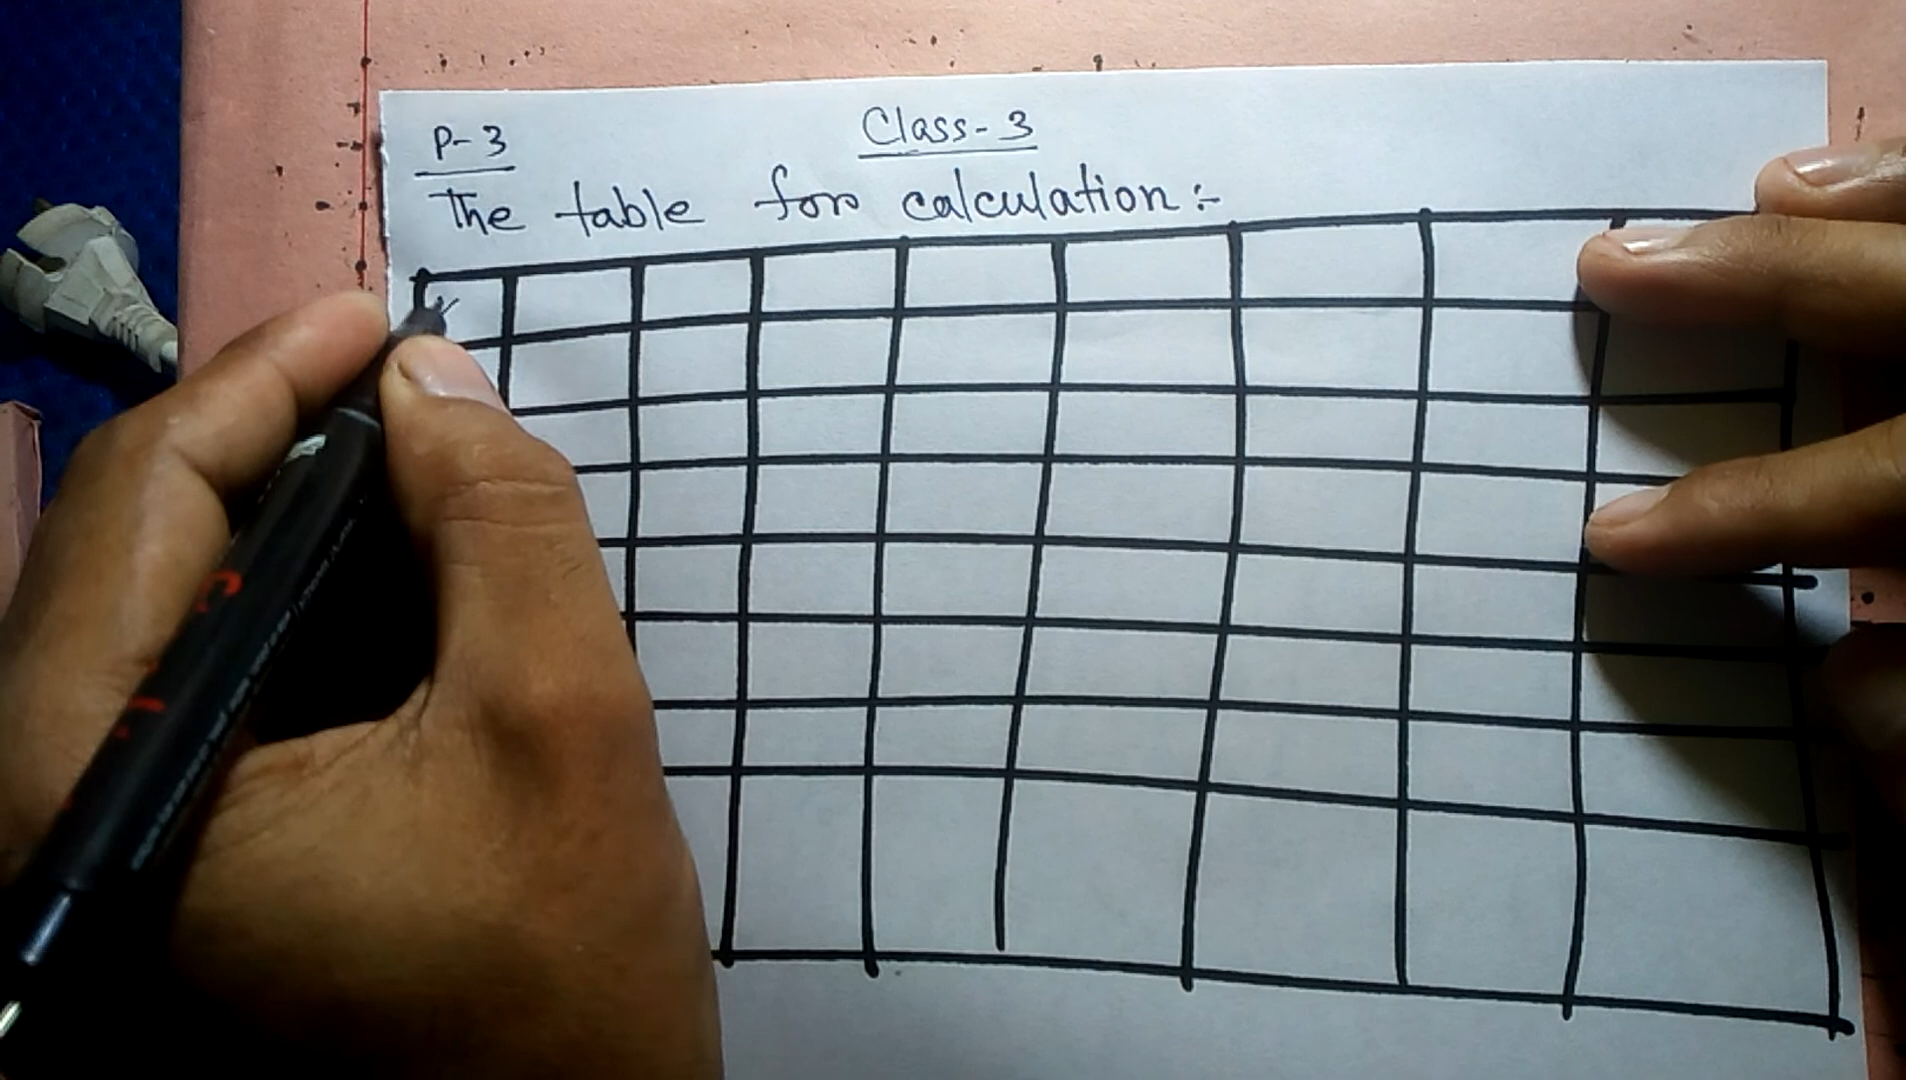 Class-3
P-3
The table for calculation:-